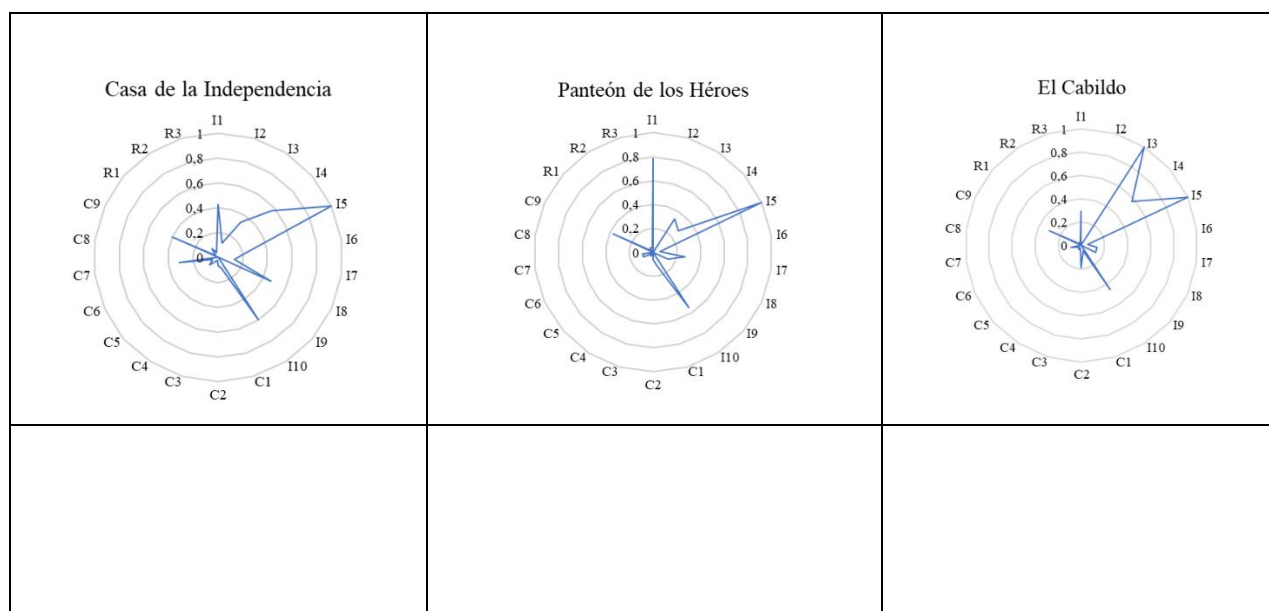 Casa de la Independencia
I1
1
I2
R3
I3
R2
0,8
I4
R1
0,6
I5
C9
0,4
0,2
I6
C8
0
I7
C7
I8
C6
I9
C5
I10
C4
C1
C3
C2
Panteón de los Héroes
I1
1
I2
R3
I3
R2
0,8
I4
R1
0,6
I5
C9
0,4
0,2
I6
C8
0
I7
C7
I8
C6
I9
C5
I10
C4
C1
C3
C2
El Cabildo
I1
1
I2
R3
I3
R2
0,8
I4
R1
0,6
I5
C9
0,4
0,2
I6
C8
0
I7
C7
I8
C6
I9
C5
I10
C4
C1
C3
C2